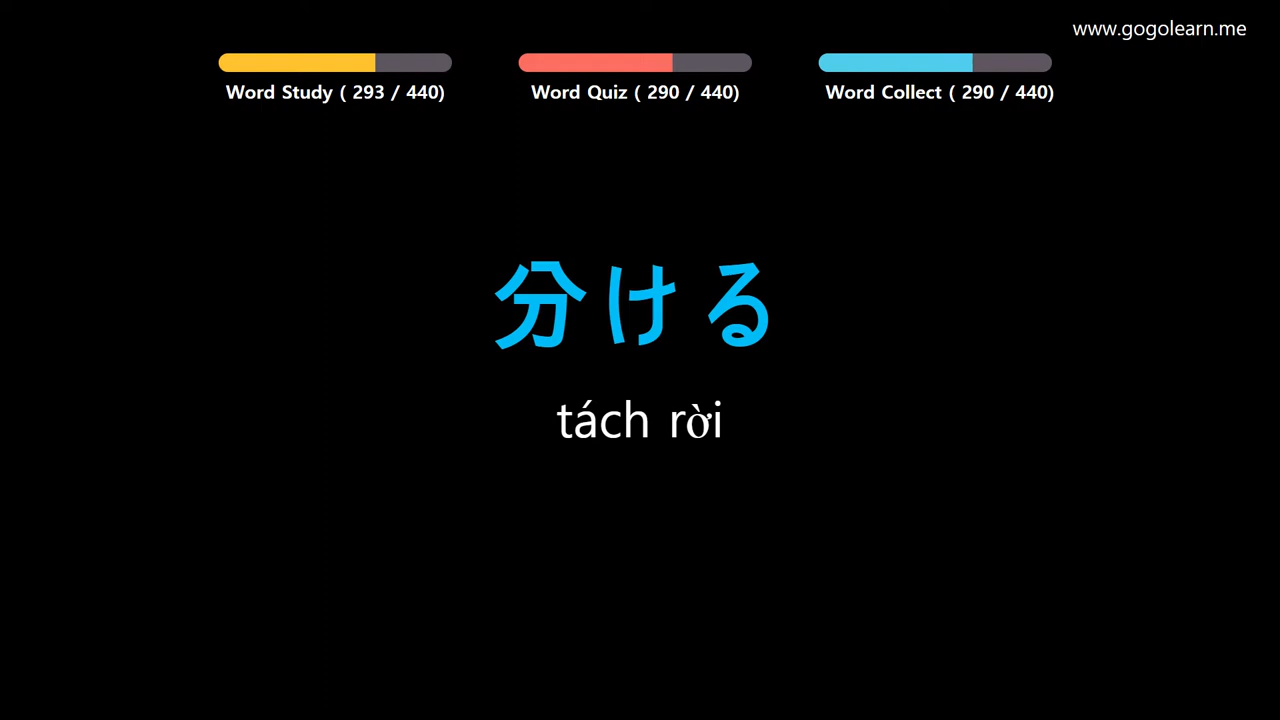 www.gogolearn.me
Word Study ( 293 / 440)
Word Quiz ( 290 / 440)
Word Collect ( 290 / 440)
分ける
tách rời